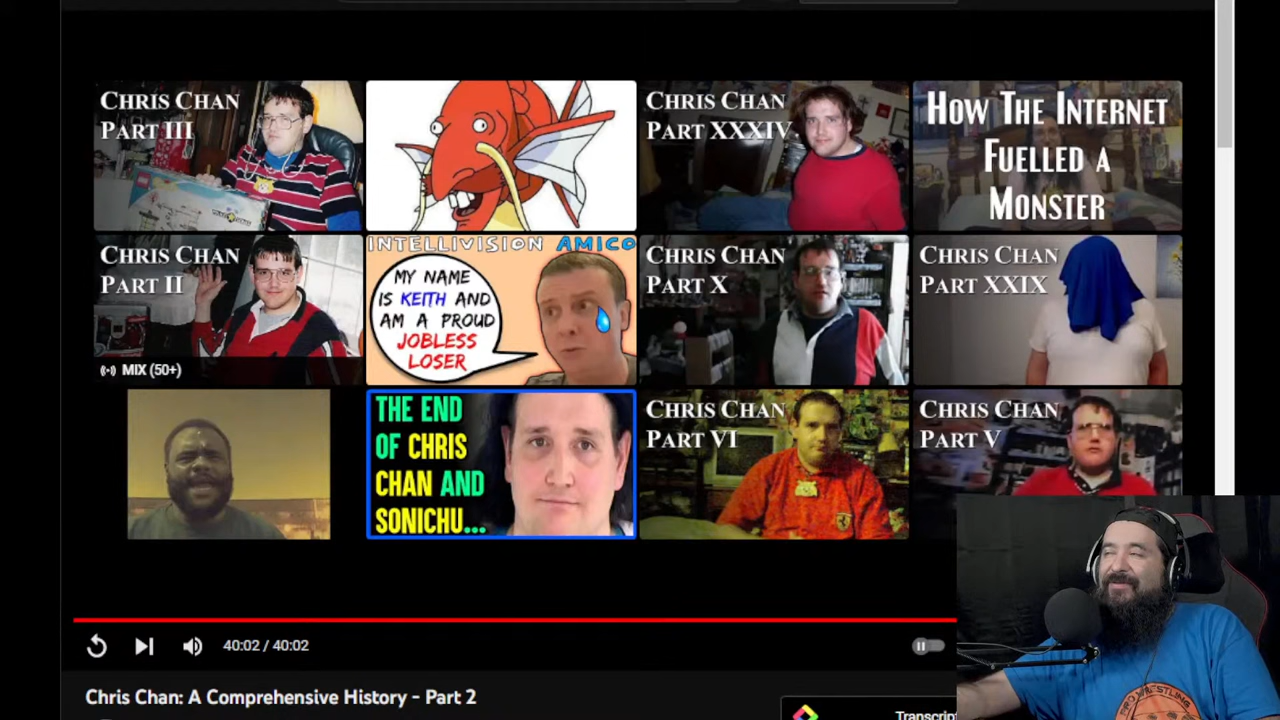 CHRIS CHAN
PART III
CHRIS CHAN
PART XXXIV
HOW THE INTERNET
FUELLED A
MONSTER
CHRIS CHAN
PART II
MIX (50+)
INTELLIVISION AMICO
MY NAME
IS KEITH AND
AM A PROUD
JOBLESS
LOSER
CHRIS CHAN
PART X
CHRIS CHAN
PART XXIX
THE END
OF CHRIS
CHAN AND
SONICHU...
CHRIS CHAN
PART VI
CHRIS CHAN
PART V
40:02 / 40:02
Chris Chan: A Comprehensive History - Part 2